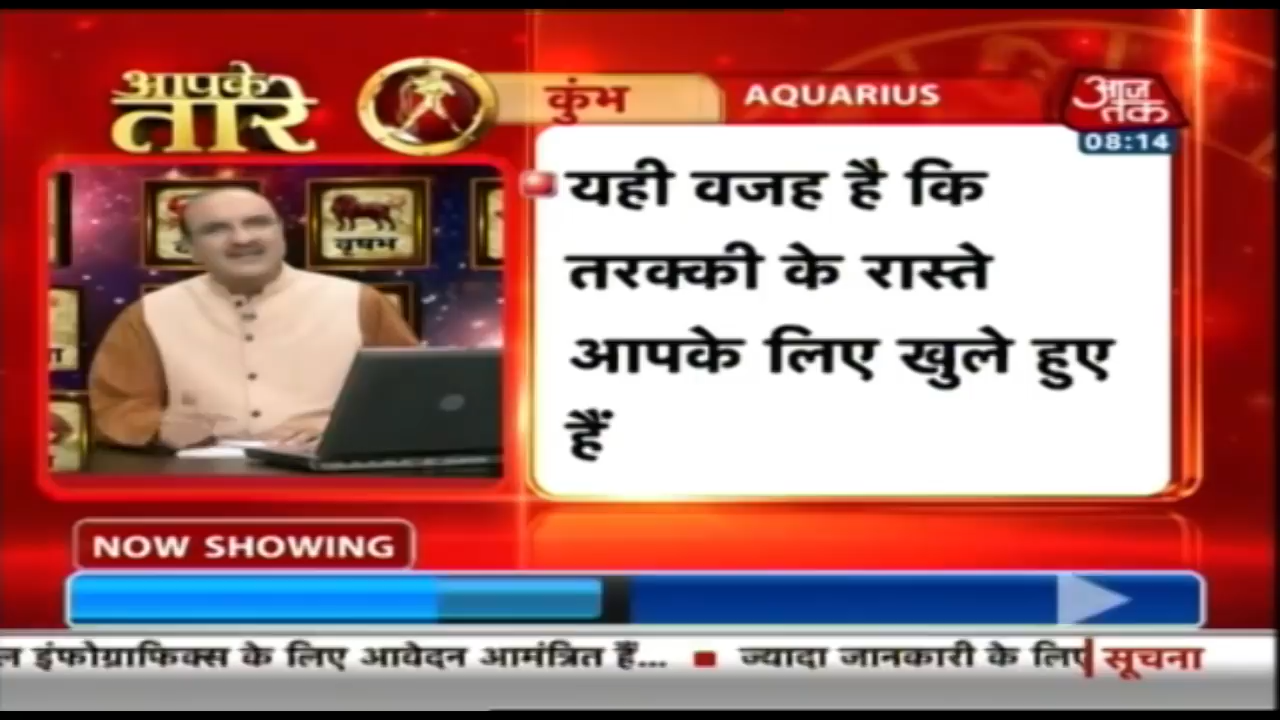 आपके
तारे
कुंभ
AQUARIUS
आज
तक
08:14
यही वजह है कि
तरक्की के रास्ते
आपके लिए खुले हुए
हैं
वृषभ
NOW SHOWING
ल इंफोग्राफिक्स के लिए आवेदन आमंत्रित हैं... ज्यादा जानकारी के लिए सूचना